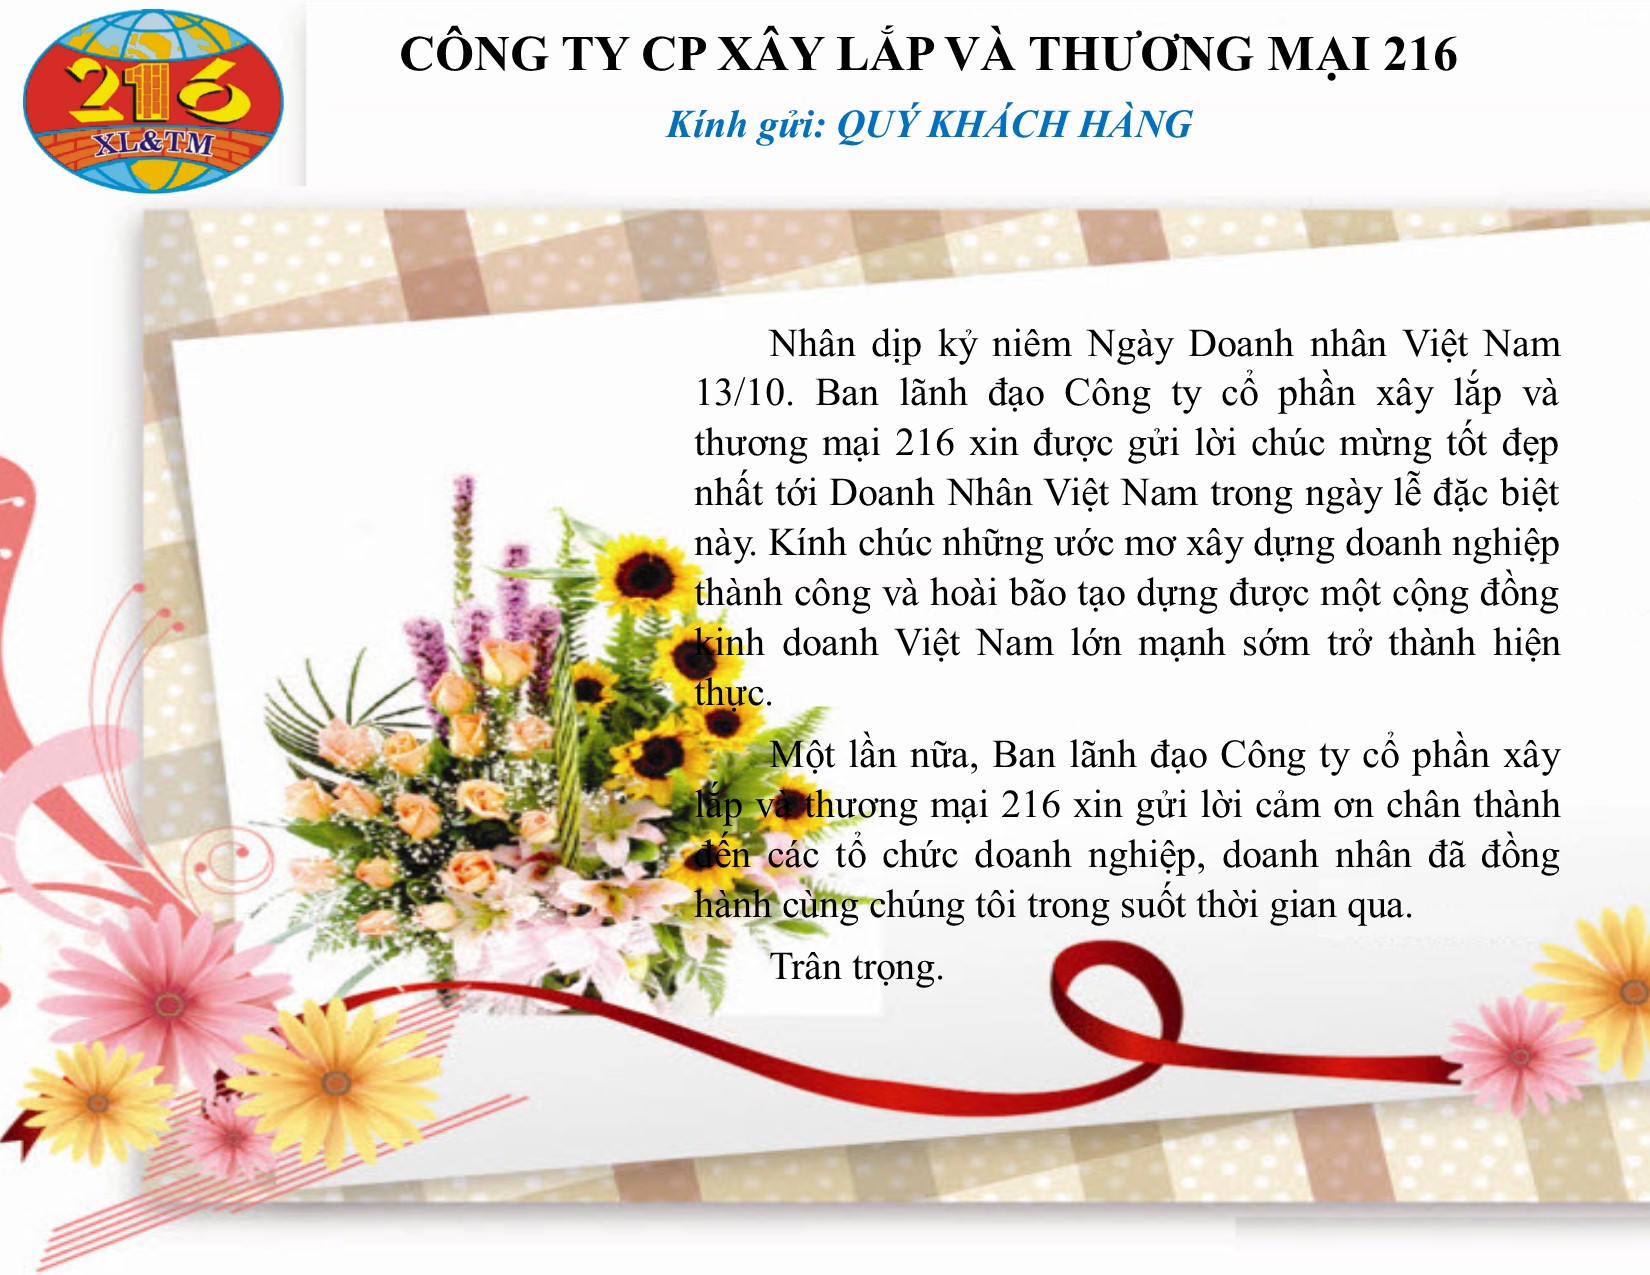 216
XL&TM
CÔNG TY CP XÂY LẮP VÀ THƯƠNG MẠI 216
Kính gửi: QUÝ KHÁCH HÀNG
Nhân dịp kỷ niêm Ngày Doanh nhân Việt Nam
13/10. Ban lãnh đạo Công ty cổ phần xây lắp và
thương mại 216 xin được gửi lời chúc mừng tốt đẹp
nhất tới Doanh Nhân Việt Nam trong ngày lễ đặc biệt
này. Kính chúc những ước mơ xây dựng doanh nghiệp
thành công và hoài bão tạo dựng được một cộng đồng
kinh doanh Việt Nam lớn mạnh sớm trở thành hiện
thực.
Một lần nữa, Ban lãnh đạo Công ty cổ phần xây
lắp và thương mại 216 xin gửi lời cảm ơn chân thành
đến các tổ chức doanh nghiệp, doanh nhân đã đồng
hành cùng chúng tôi trong suốt thời gian qua.
Trân trọng.